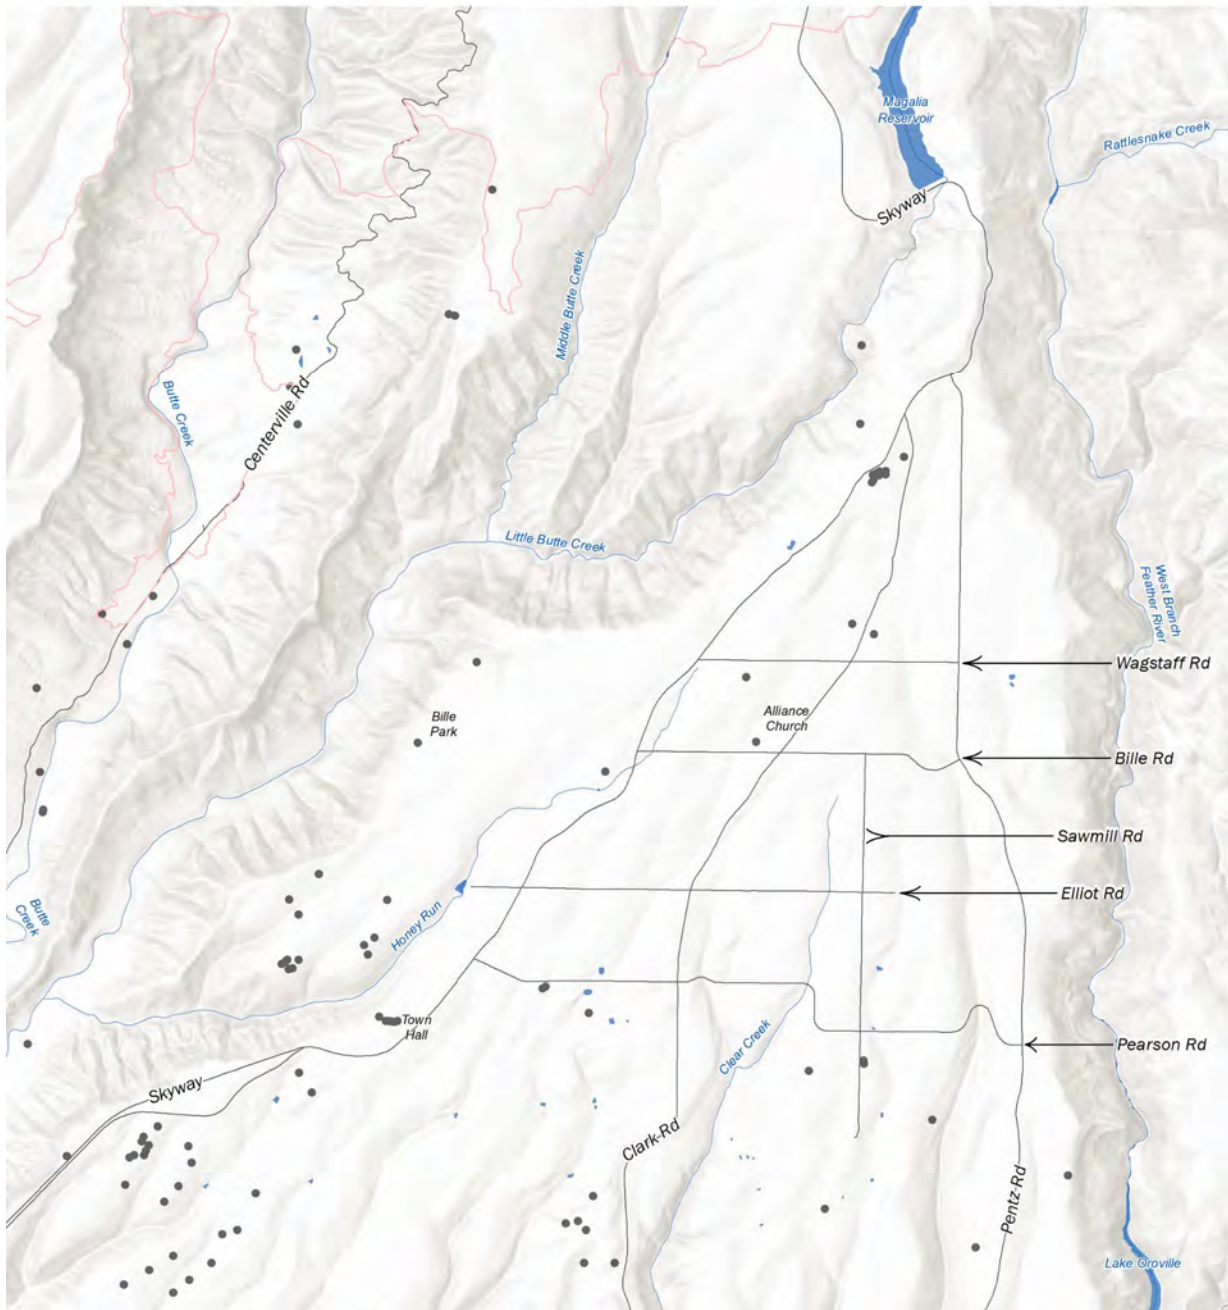 Magalia
Reservoir
Rattlesnake Creek
Skyway
Middle Butte Creek
Butte Creek
Centerville Rd
Little Butte Creek
West Branch
Feather River
Wagstaff Rd
Bille
Park
Alliance
Church
Bille Rd
Sawmill Rd
Elliot Rd
Butte
Creek
Honey Run
Town
Hall
Clear Creek
Pearson Rd
Skyway
Clark Rd
Pentz Rd
Lake Oroville